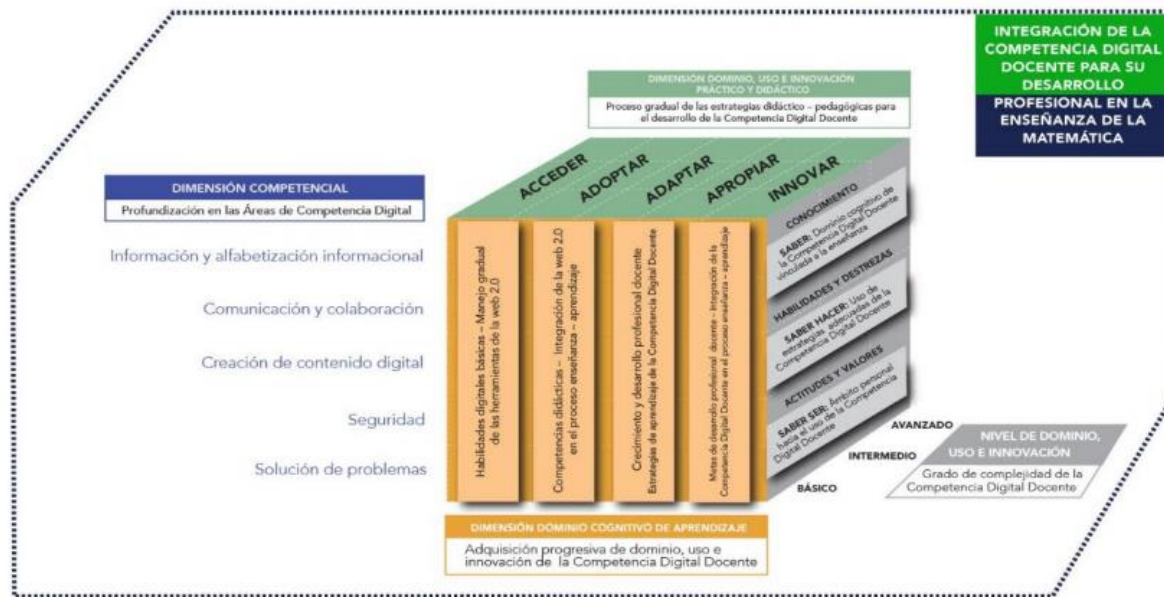 INTEGRACIÓN DE LA
COMPETENCIA DIGITAL
DOCENTE PARA SU
DESARROLLO
PROFESIONAL EN LA
ENSEÑANZA DE LA
MATEMÁTICA
DIMENSIÓN DOMINIO, USO E INNOVACIÓN
PRÁCTICO Y DIDÁCTICO
Proceso gradual de las estrategias didáctico – pedagógicas para
el desarrollo de la Competencia Digital Docente
ACCEDER
ADOPTAR
ADAPTAR
APROPIAR
INNOVAR
DIMENSIÓN COMPETENCIAL
Profundización en las Áreas de Competencia Digital
Información y alfabetización informacional
Comunicación y colaboración
Creación de contenido digital
Seguridad
Solución de problemas
Habilidades digitales básicas – Manejo gradual
de las herramientas de la web 2.0
Competencias didácticas – Integración de la web 2.0
en el proceso enseñanza – aprendizaje
Crecimiento y desarrollo profesional docente
Estrategias de aprendizaje de la Competencia Digital Docente
Metas de desarrollo profesional docente – Integración de la
Competencia Digital Docente en el proceso enseñanza – aprendizaje
CONOCIMIENTO
SABER: Dominio cognitivo de
la Competencia Digital Docente
vinculada a la enseñanza
HABILIDADES Y DESTREZAS
SABER HACER: Uso de
estrategias adecuadas de la
Competencia Digital Docente
ACTITUDES Y VALORES
SABER SER: Ámbito personal
hacia el uso de la Competencia
Digital Docente
AVANZADO
INTERMEDIO
BÁSICO
NIVEL DE DOMINIO,
USO E INNOVACIÓN
Grado de complejidad de la
Competencia Digital Docente
DIMENSIÓN DOMINIO COGNITIVO DE APRENDIZAJE
Adquisición progresiva de dominio, uso e
innovación de la Competencia Digital Docente